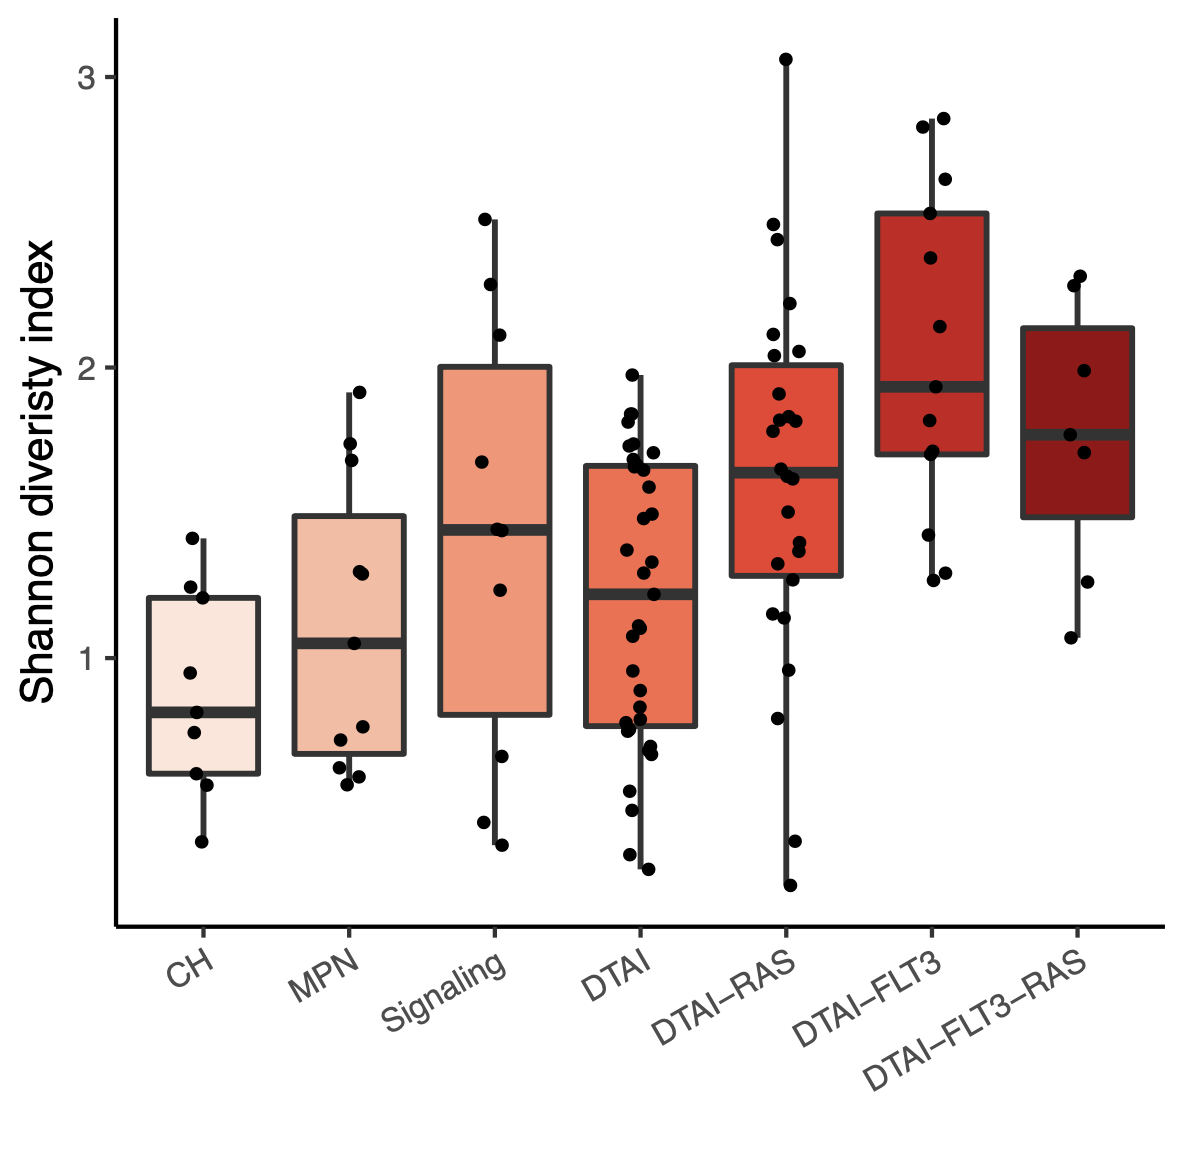 Shannon diveristy index
3
2
1
CH
MPN
Signaling
DTAI
DTAI–RAS
DTAI–FLT3
DTAI–FLT3–RAS